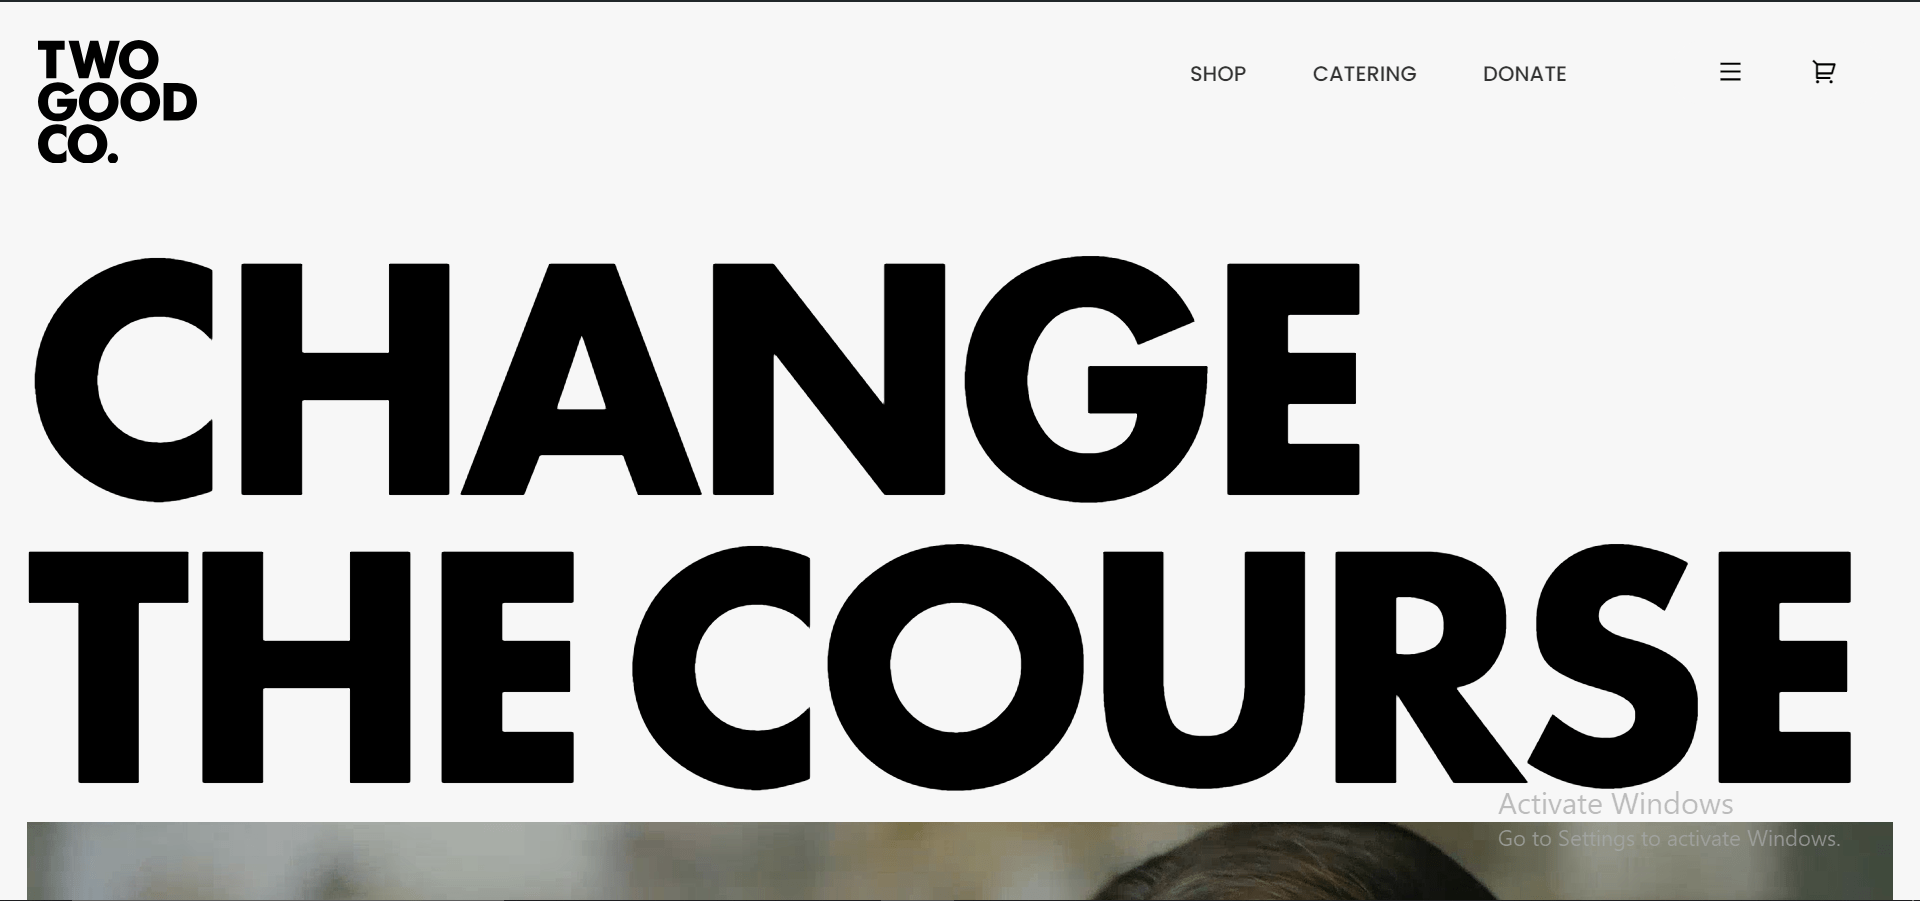 TWO
GOOD
CO.
SHOP CATERING DONATE
CHANGE
THE COURSE
Activate Windows
Go to Settings to activate Windows.